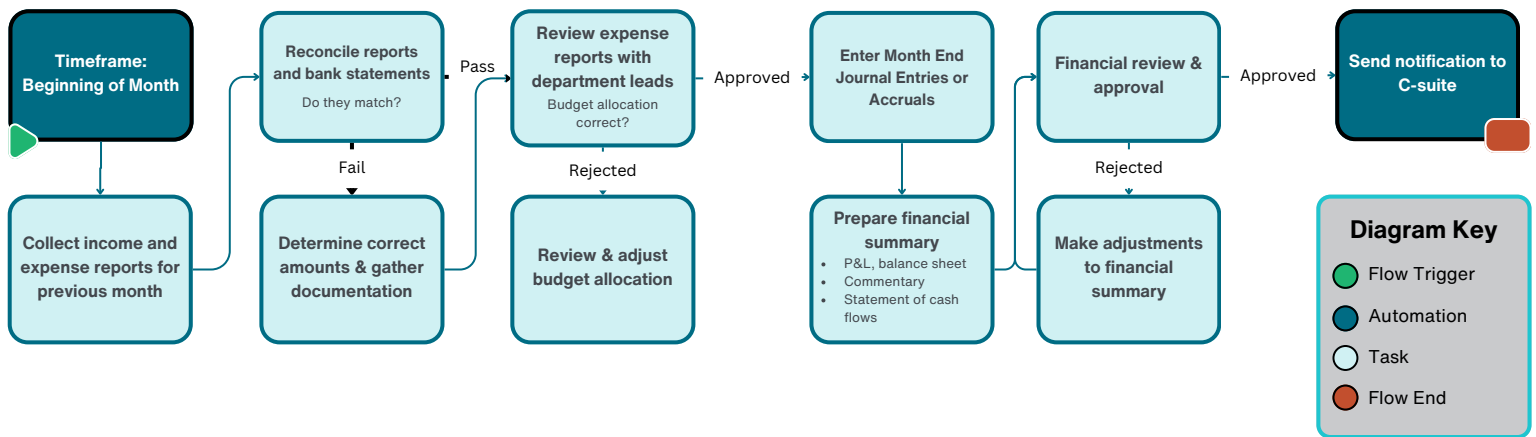 Timeframe:
Beginning of Month
Collect income and
expense reports for
previous month
Reconcile reports
and bank statements
Do they match?
Pass
Fail
Determine correct
amounts & gather
documentation
Review expense
reports with
department leads
Budget allocation
correct?
Approved
Rejected
Review & adjust
budget allocation
Enter Month End
Journal Entries or
Accruals
Prepare financial
summary
• P&L, balance sheet
• Commentary
• Statement of cash
flows
Financial review &
approval
Approved
Rejected
Make adjustments
to financial
summary
Send notification to
C-suite
Diagram Key
Flow Trigger
Automation
Task
Flow End